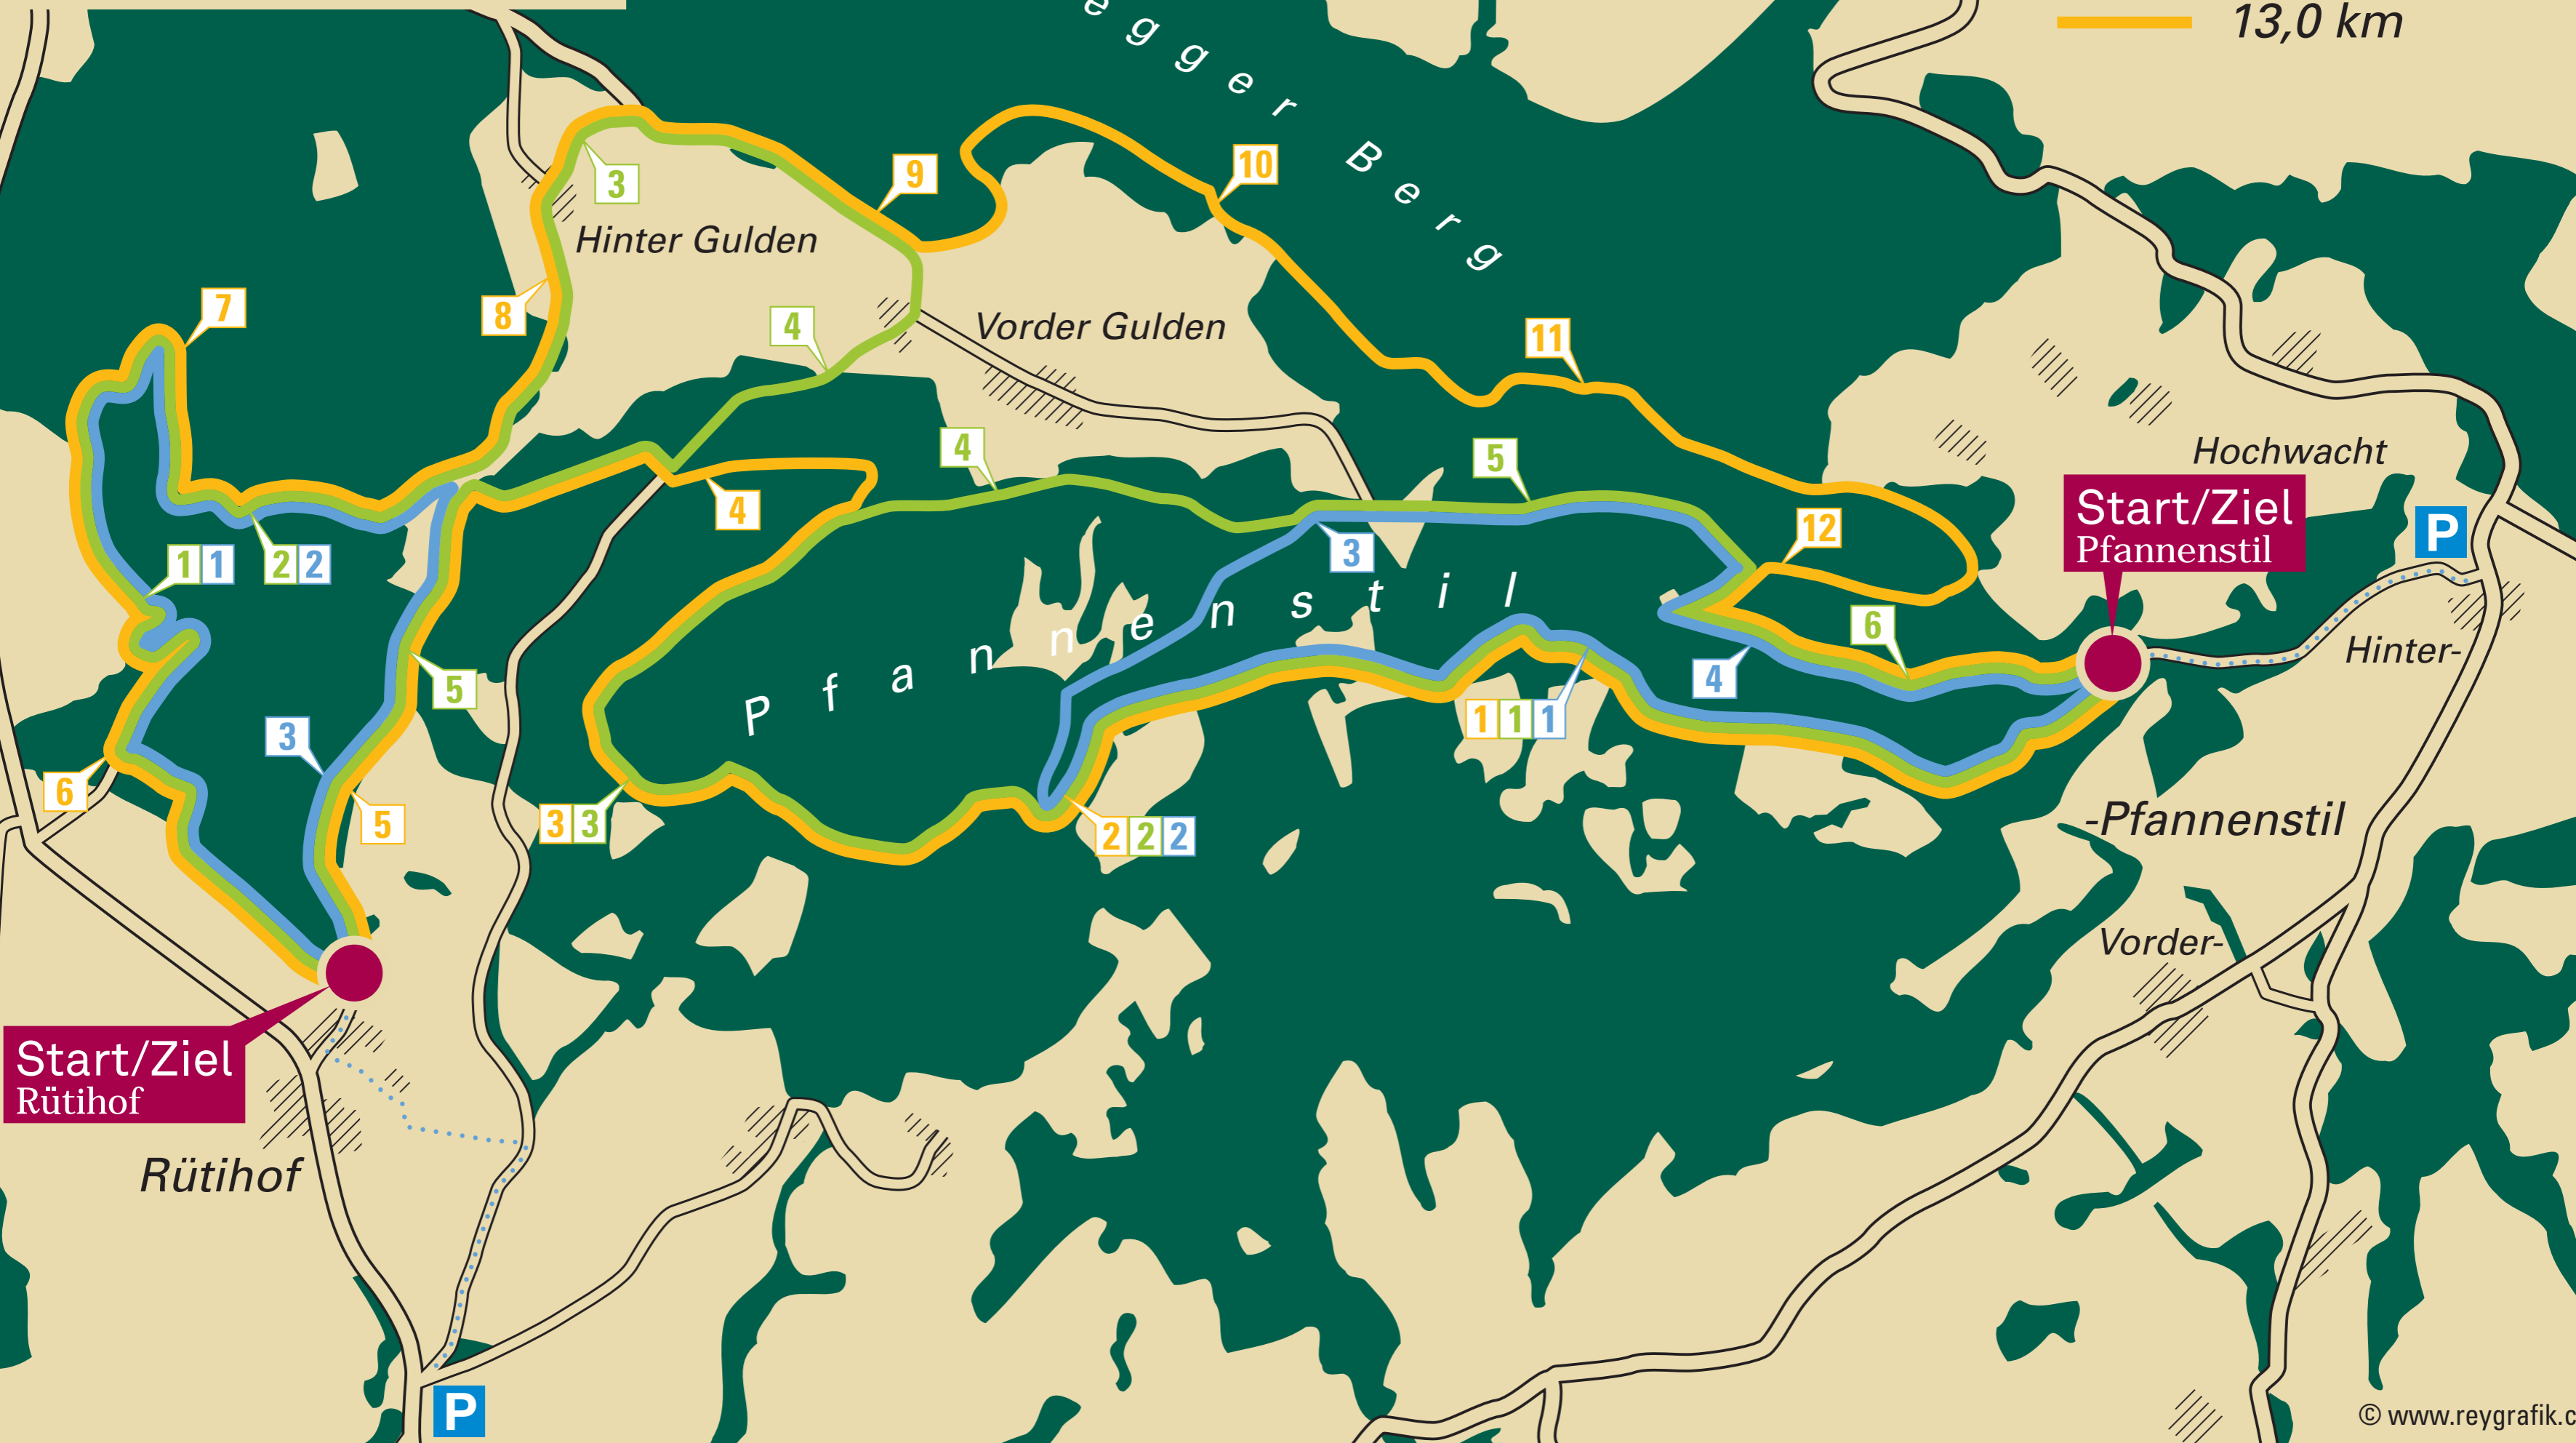 13,0 km
egger Berg
10
9
3
Hinter Gulden
7
8
4
Vorder Gulden
11
Hochwacht
4
5
Start/Ziel
Pfannenstil
4
12
P
3
1 1
2 2
Pfannenstil
6
Hinter-
5
4
3
1 1 1
6
5
3 3
2 2 2
-Pfannenstil
Vorder-
Start/Ziel
Rütihof
Rütihof
P
© www.reygrafik.c